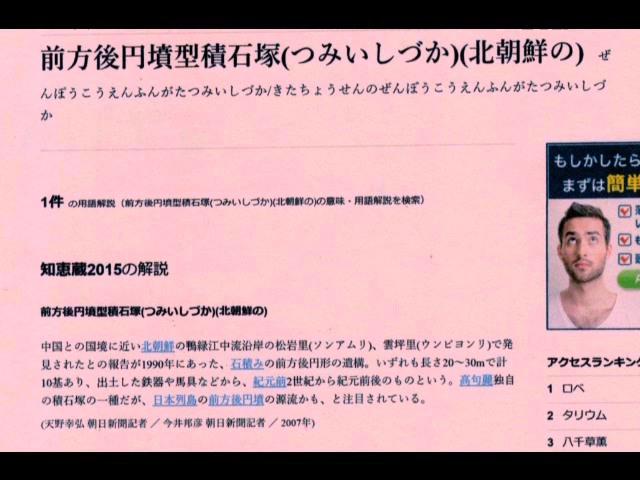 前方後円墳型積石塚(つみいしづか)(北朝鮮の) ぜ
んぽうこうえんふんがたつみいしづか/きたちょうせんのぜんぽうこうえんふんがたつみいしづ
か
1件 の用語解説(前方後円墳型積石塚(つみいしづか)(北朝鮮の)の意味・用語解説を検索)
知恵蔵2015の解説
前方後円墳型積石塚(つみいしづか)(北朝鮮の)
中国との国境に近い北朝鮮の鴨緑江中流沿岸の松岩里(ソンアムリ)、雲坪里(ウンピョンリ)で発
見されたとの報告が1990年にあった、石積みの前方後円形の遺構。いずれも長さ20〜30mで計
10基あり、出土した鉄器や馬具などから、紀元前2世紀から紀元前後のものという。高句麗独自
の積石塚の一種だが、日本列島の前方後円墳の源流かも、と注目されている。
(天野幸弘 朝日新聞記者 / 今井邦彦 朝日新聞記者 / 2007年)
もしかしたら
まずは簡単
アクセスランキン
1 ロベ
2 タリウム
3 八千草薫